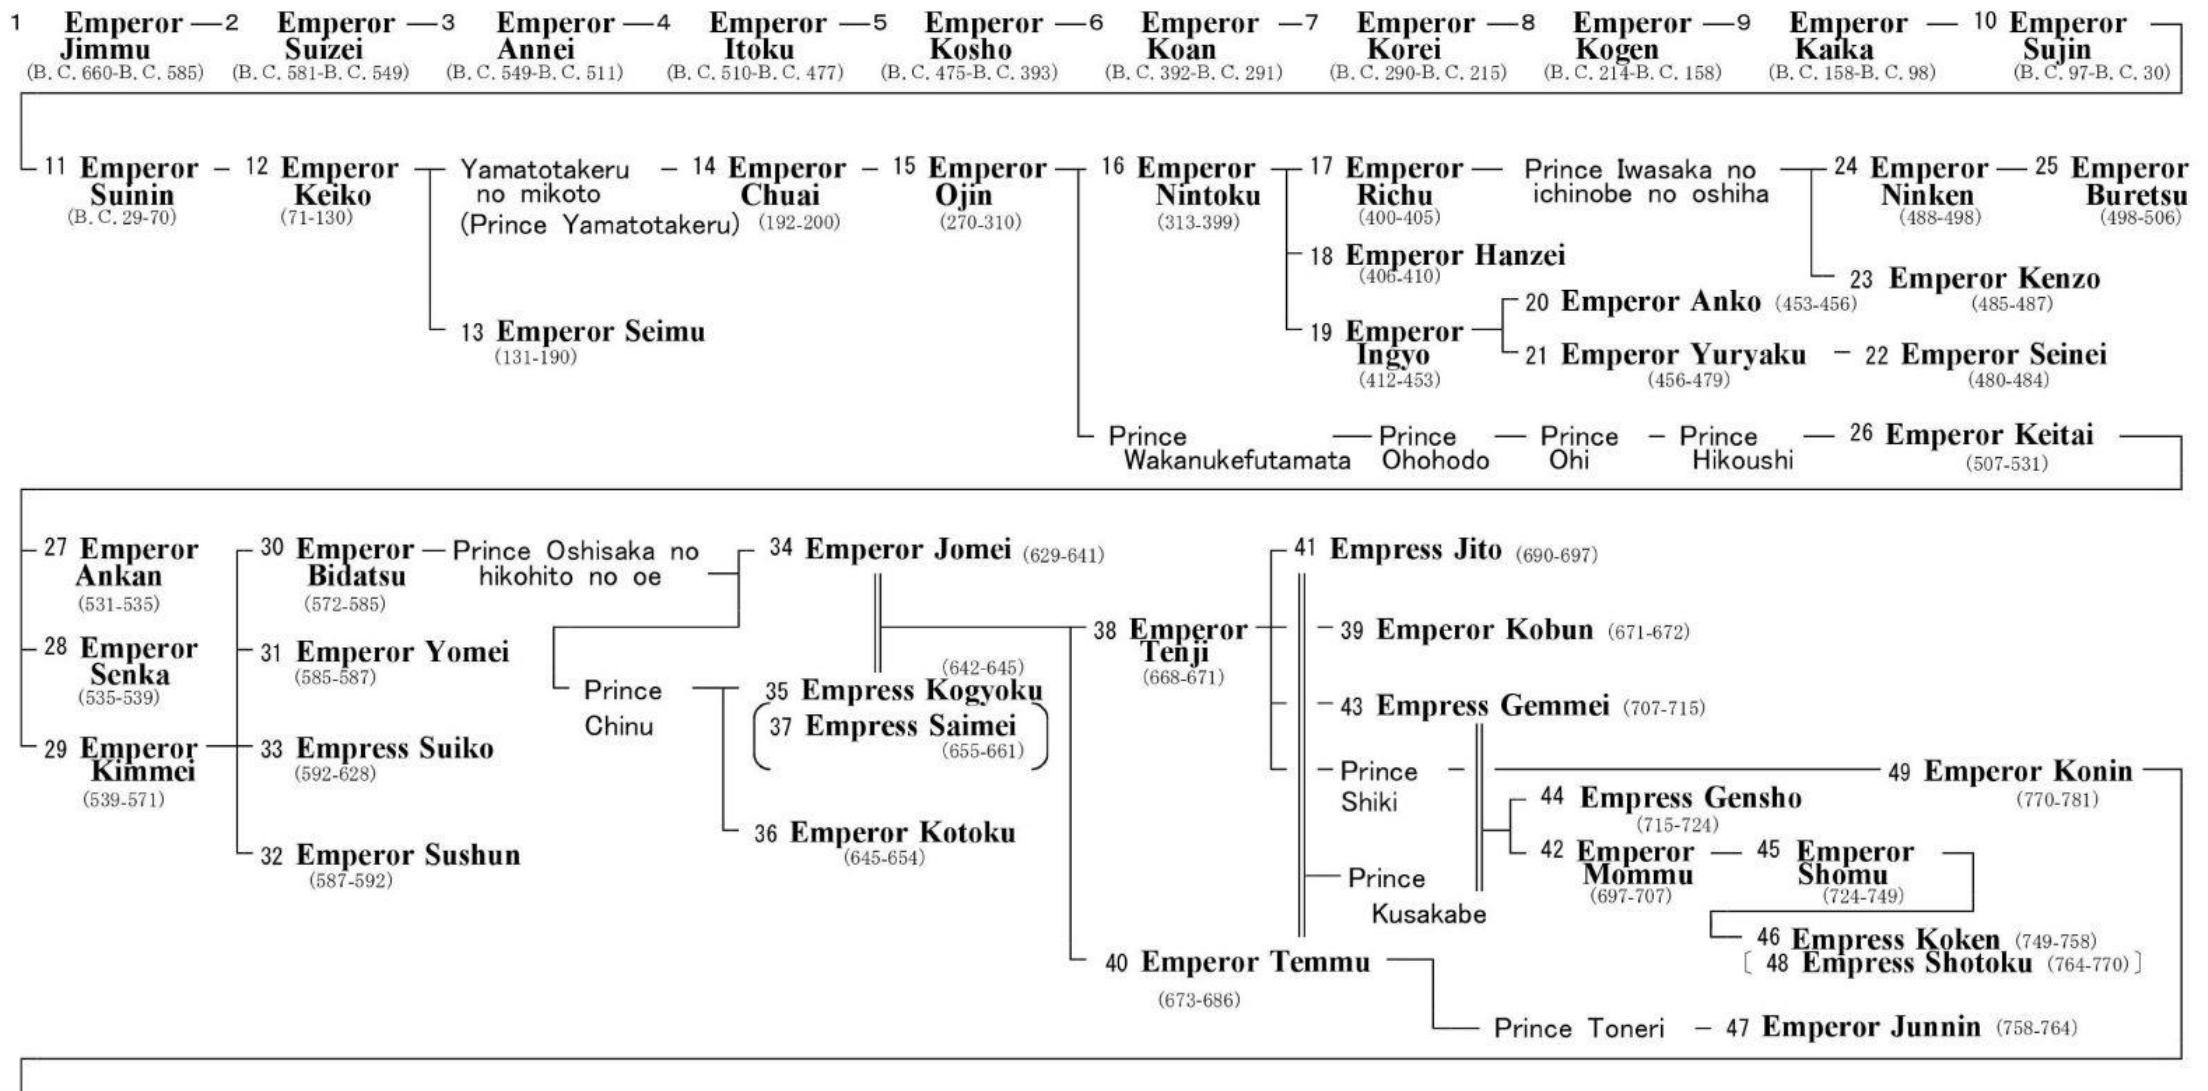 1 Emperor 2 Emperor 3 Emperor 4 Emperor 5 Emperor 6 Emperor 7 Emperor 8 Emperor 9 Emperor 10 Emperor
Jimmu Suizei Annei Itoku Kosho Koan Korei Kogen Kaika Sujin
(B. C. 660-B. C. 585) (B. C. 581-B. C. 549) (B. C. 549-B. C. 511) (B. C. 510-B. C. 477) (B. C. 475-B. C. 393) (B. C. 392-B. C. 291) (B. C. 290-B. C. 215) (B. C. 214-B. C. 158) (B. C. 158-B. C. 98) (B. C. 97-B. C. 30)
11 Emperor 12 Emperor Yamatotakeru 14 Emperor 15 Emperor 16 Emperor 17 Emperor Prince Iwasaka no 24 Emperor 25 Emperor
Suinin Keiko no mikoto Chuai Ojin Nintoku Richu ichinobe no oshiha Ninken Buretsu
(B. C. 29-70) (71-130) (Prince Yamatotakeru) (192-200) (270-310) (313-399) (400-405) (488-498) (498-506)
18 Emperor Hanzei
(406-410) 23 Emperor Kenzo
20 Emperor Anko (453-456) (485-487)
13 Emperor Seimu 19 Emperor
(131-190) Ingyo 21 Emperor Yuryaku 22 Emperor Seinei
(412-453) (456-479) (480-484)
Prince Prince Prince Prince 26 Emperor Keitai
Wakanukefutamata Ohohodo Ohi Hikoushi (507-531)
27 Emperor 30 Emperor Prince Oshisaka no 34 Emperor Jomei (629-641) 41 Empress Jito (690-697)
Ankan Bidatsu hikohito no oe
(531-535) (572-585)
38 Emperor 39 Emperor Kobun (671-672)
28 Emperor 31 Emperor Yomei Tenji
Senka (585-587) (642-645) (668-671)
(535-539) Prince 35 Empress Kogyoku 43 Empress Gemmei (707-715)
Chinu 37 Empress Saimei
29 Emperor 33 Empress Suiko (655-661)
Kimmei (592-628) Prince 49 Emperor Konin
(539-571) Shiki 44 Empress Gensho (770-781)
(715-724)
36 Emperor Kotoku
32 Emperor Sushun (645-654) 42 Emperor 45 Emperor
(587-592) Prince Mommu Shomu
Kusakabe (697-707) (724-749)
46 Empress Koken (749-758)
40 Emperor Temmu [ 48 Empress Shotoku (764-770) ]
(673-686)
Prince Toneri 47 Emperor Junnin (758-764)